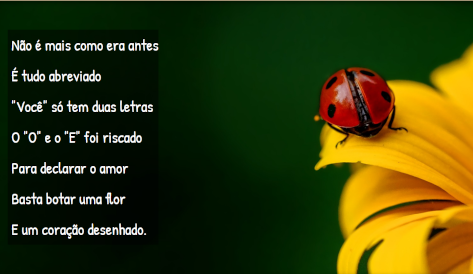 Não é mais como era antes
É tudo abreviado
"Você" só tem duas letras
O "O" e o "E" foi riscado
Para declarar o amor
Basta botar uma flor
E um coração desenhado.